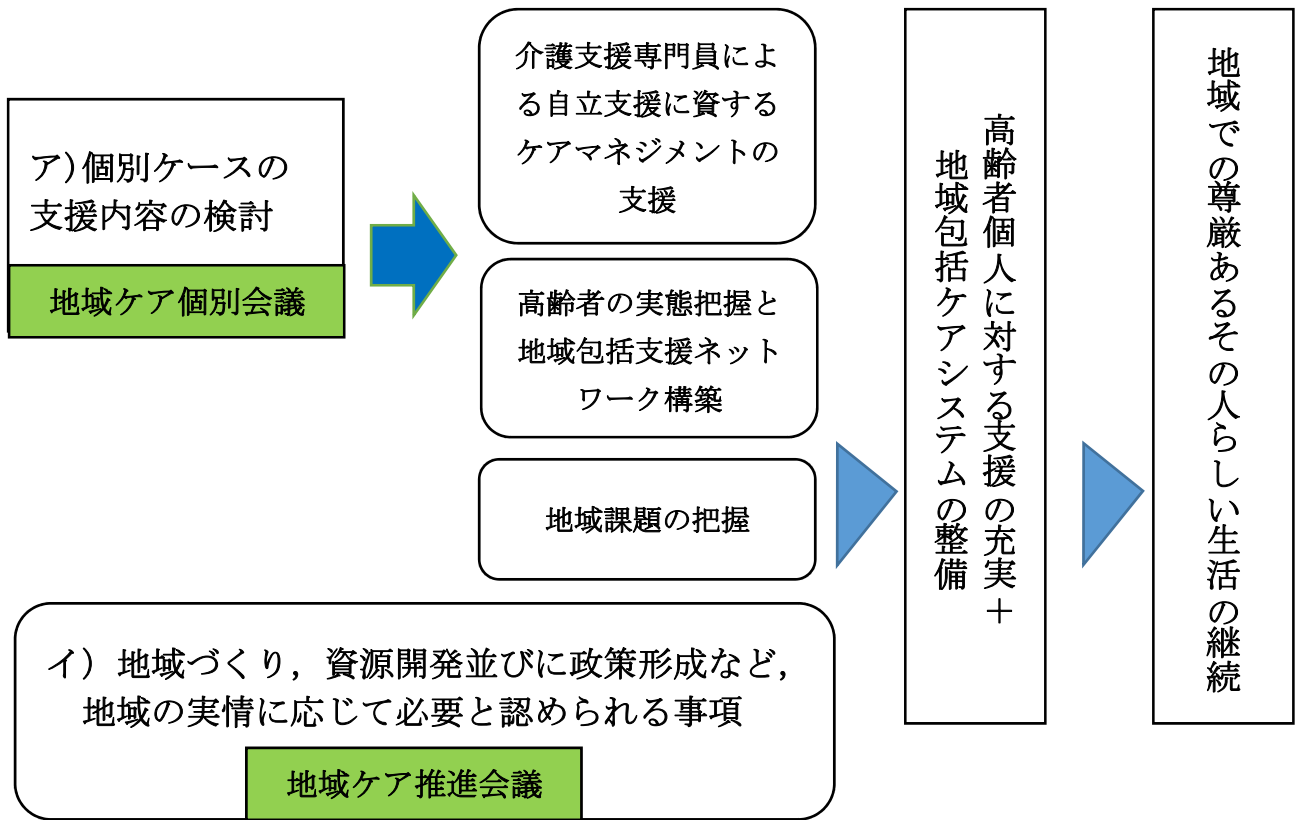 ア)個別ケースの
支援内容の検討
地域ケア個別会議
介護支援専門員によ
る自立支援に資する
ケアマネジメントの
支援
高齢者の実態把握と
地域包括支援ネット
ワーク構築
地域課題の把握
イ）地域づくり，資源開発並びに政策形成など，
地域の実情に応じて必要と認められる事項
地域ケア推進会議
高齢者個人に対する支援の充実＋
地域包括ケアシステムの整備
地域での尊厳あるその人らしい生活の継続